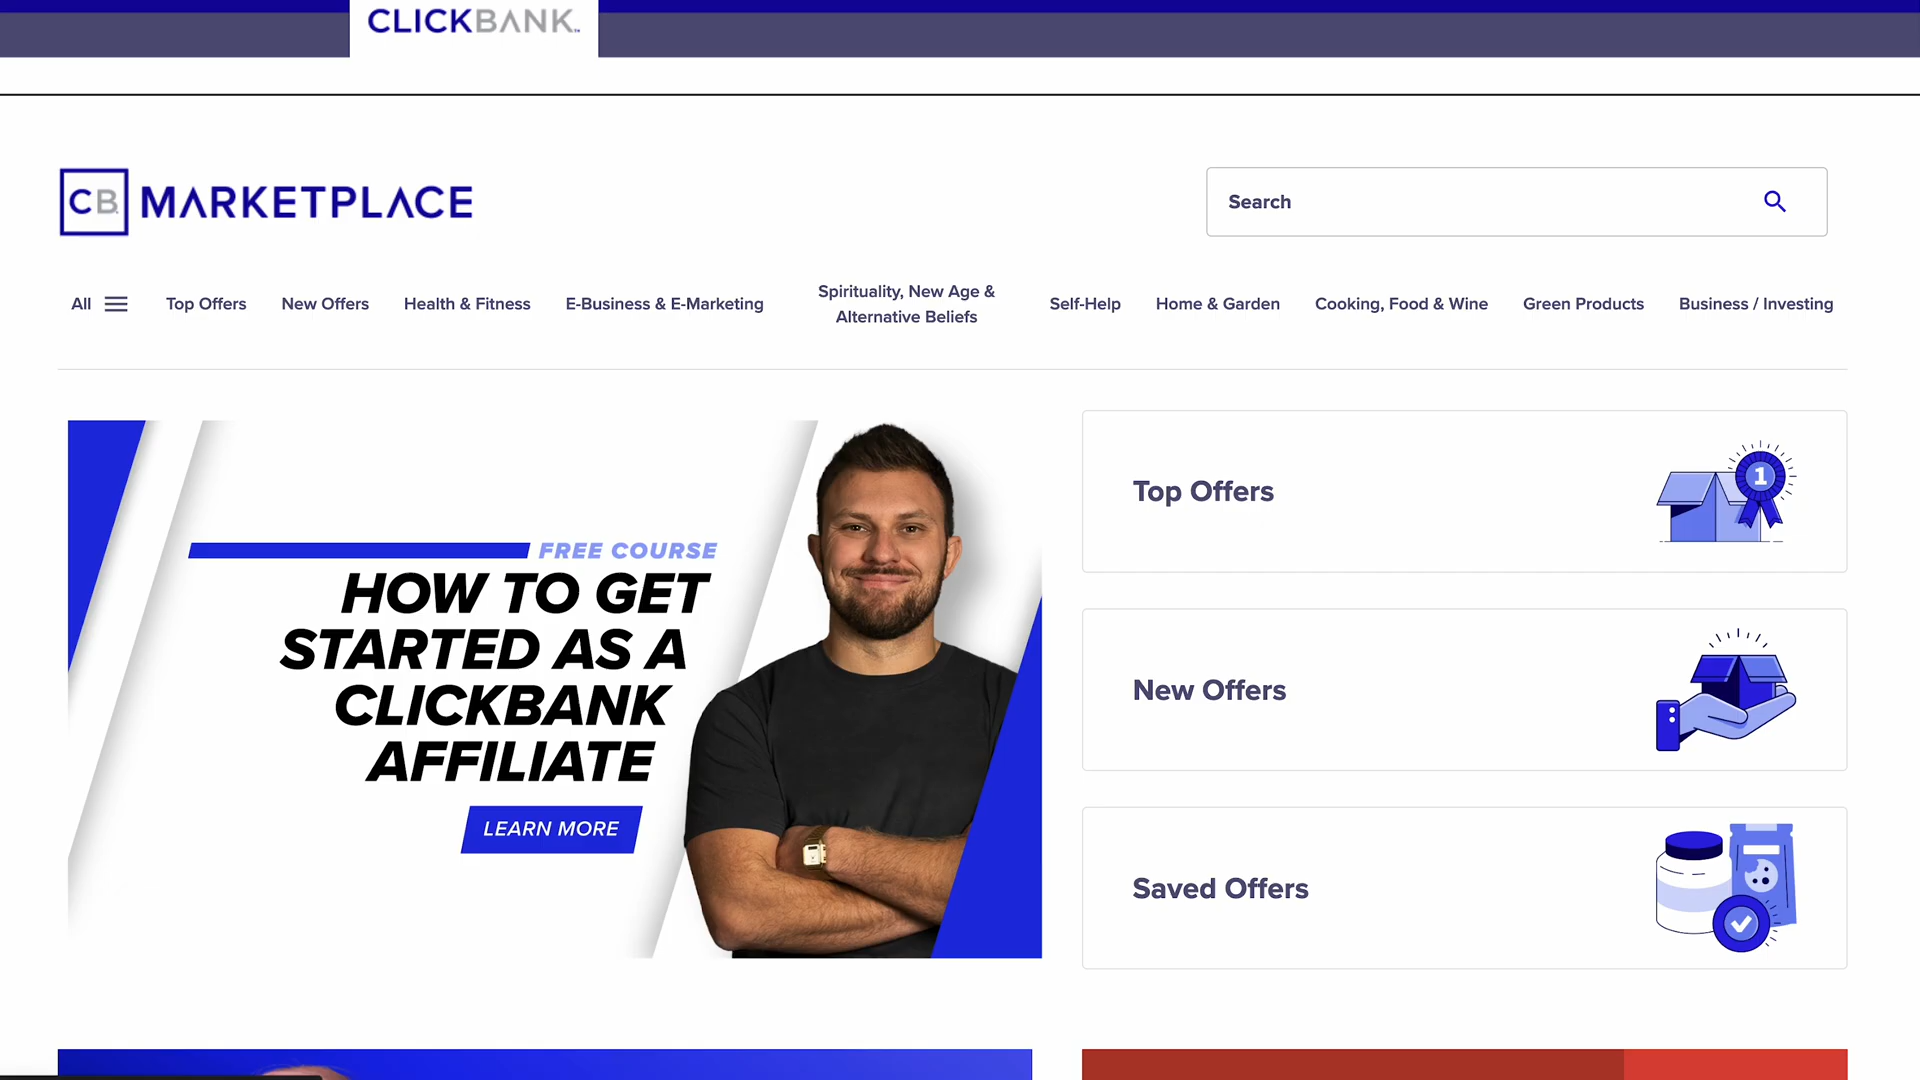 CLICKBANK
CB MARKETPLACE
Search
All
Top Offers
New Offers
Health & Fitness
E-Business & E-Marketing
Spirituality, New Age &
Alternative Beliefs
Self-Help
Home & Garden
Cooking, Food & Wine
Green Products
Business / Investing
FREE COURSE
HOW TO GET
STARTED AS A
CLICKBANK
AFFILIATE
LEARN MORE
Top Offers
1
New Offers
Saved Offers